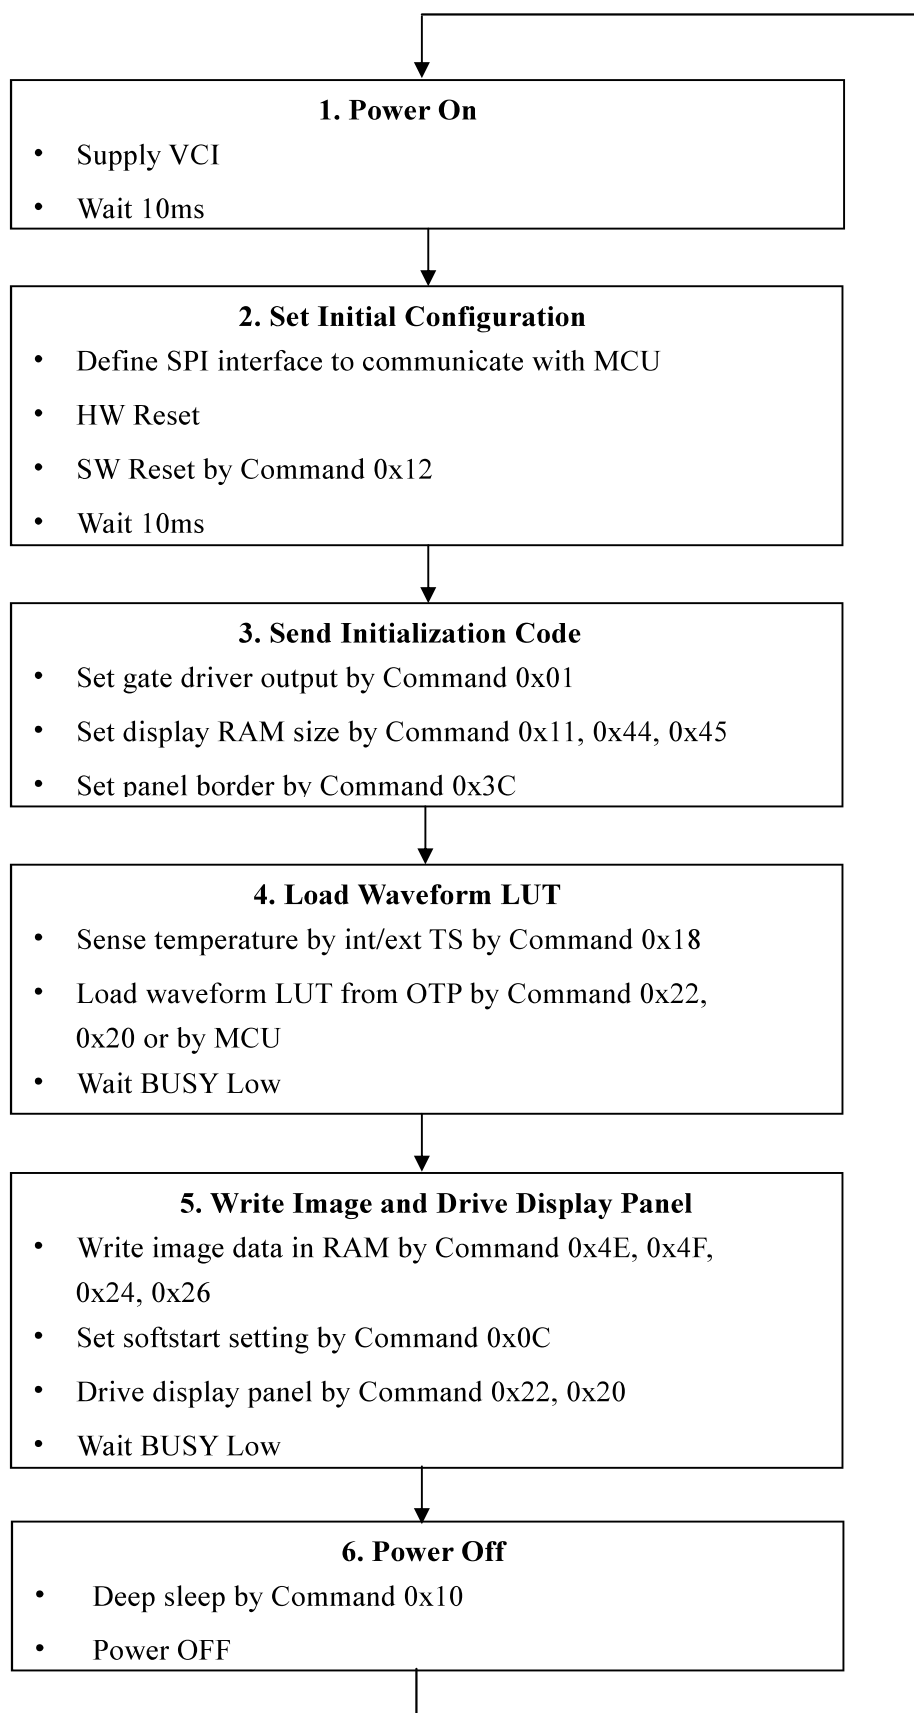 1. Power On
• Supply VCI
• Wait 10ms
2. Set Initial Configuration
• Define SPI interface to communicate with MCU
• HW Reset
• SW Reset by Command 0x12
• Wait 10ms
3. Send Initialization Code
• Set gate driver output by Command 0x01
• Set display RAM size by Command 0x11, 0x44, 0x45
• Set panel border by Command 0x3C
4. Load Waveform LUT
• Sense temperature by int/ext TS by Command 0x18
• Load waveform LUT from OTP by Command 0x22,
0x20 or by MCU
• Wait BUSY Low
5. Write Image and Drive Display Panel
• Write image data in RAM by Command 0x4E, 0x4F,
0x24, 0x26
• Set softstart setting by Command 0x0C
• Drive display panel by Command 0x22, 0x20
• Wait BUSY Low
6. Power Off
• Deep sleep by Command 0x10
• Power OFF